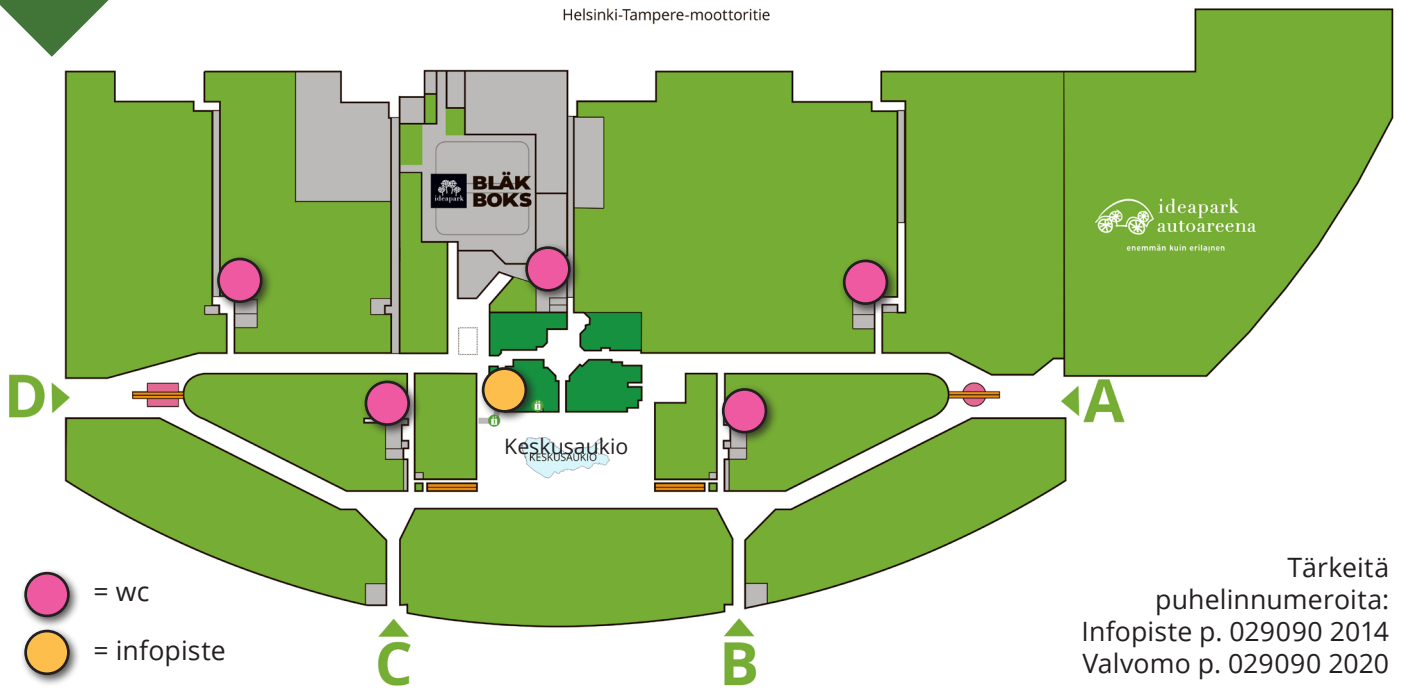 Helsinki-Tampere-moottoritie
ideapark
BLÄK
BOKS
ideapark
autoareena
enemmän kuin erilainen
D
A
Keskusaukio
KESKUSAUKIO
= wc
= infopiste
C
B
Tärkeitä
puhelinnumeroita:
Infopiste p. 029090 2014
Valvomo p. 029090 2020